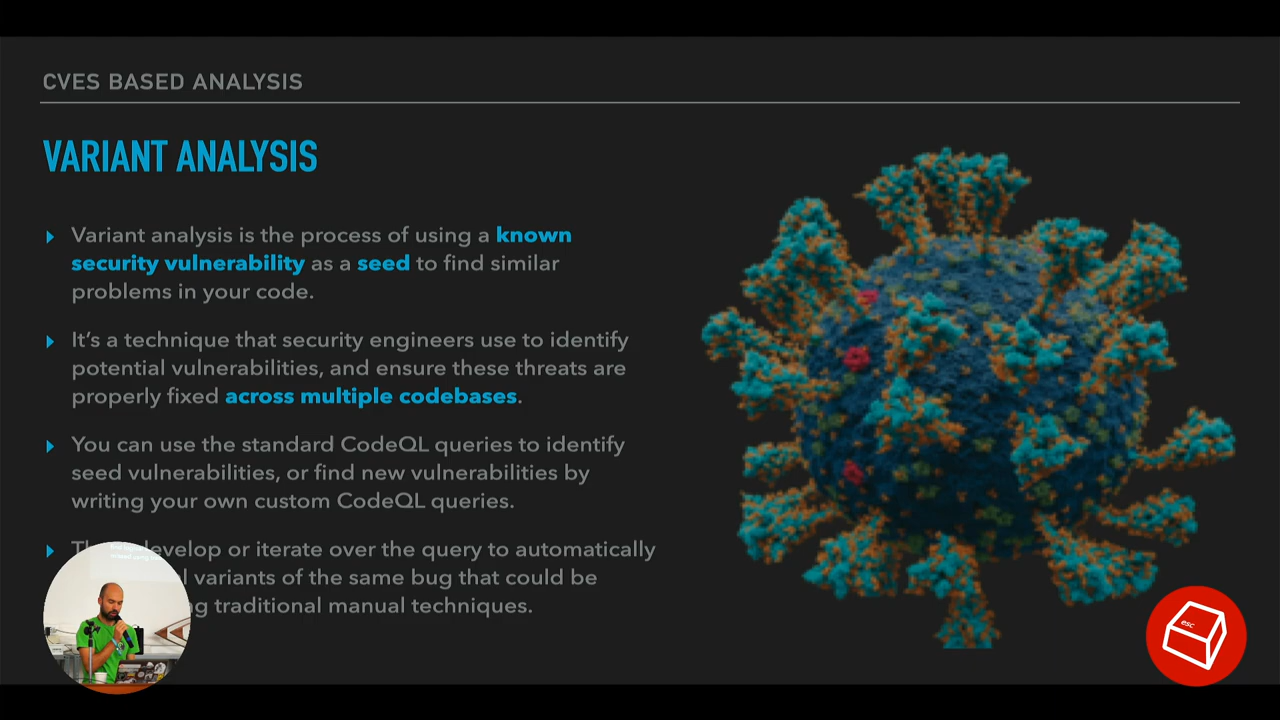 CVES BASED ANALYSIS
VARIANT ANALYSIS
Variant analysis is the process of using a known
security vulnerability as a seed to find similar
problems in your code.
It’s a technique that security engineers use to identify
potential vulnerabilities, and ensure these threats are
properly fixed across multiple codebases.
You can use the standard CodeQL queries to identify
seed vulnerabilities, or find new vulnerabilities by
writing your own custom CodeQL queries.
develop or iterate over the query to automatically
variants of the same bug that could be
traditional manual techniques.
esc